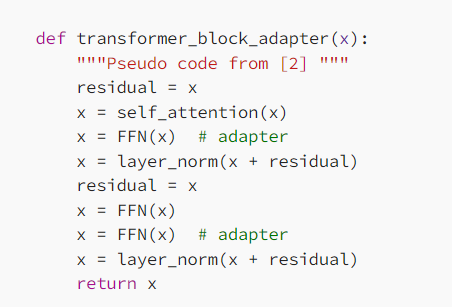 def transformer_block_adapter(x):
    """Pseudo code from [2] """
    residual = x
    x = self_attention(x)
    x = FFN(x)  # adapter
    x = layer_norm(x + residual)
    residual = x
    x = FFN(x)
    x = FFN(x)  # adapter
    x = layer_norm(x + residual)
    return x